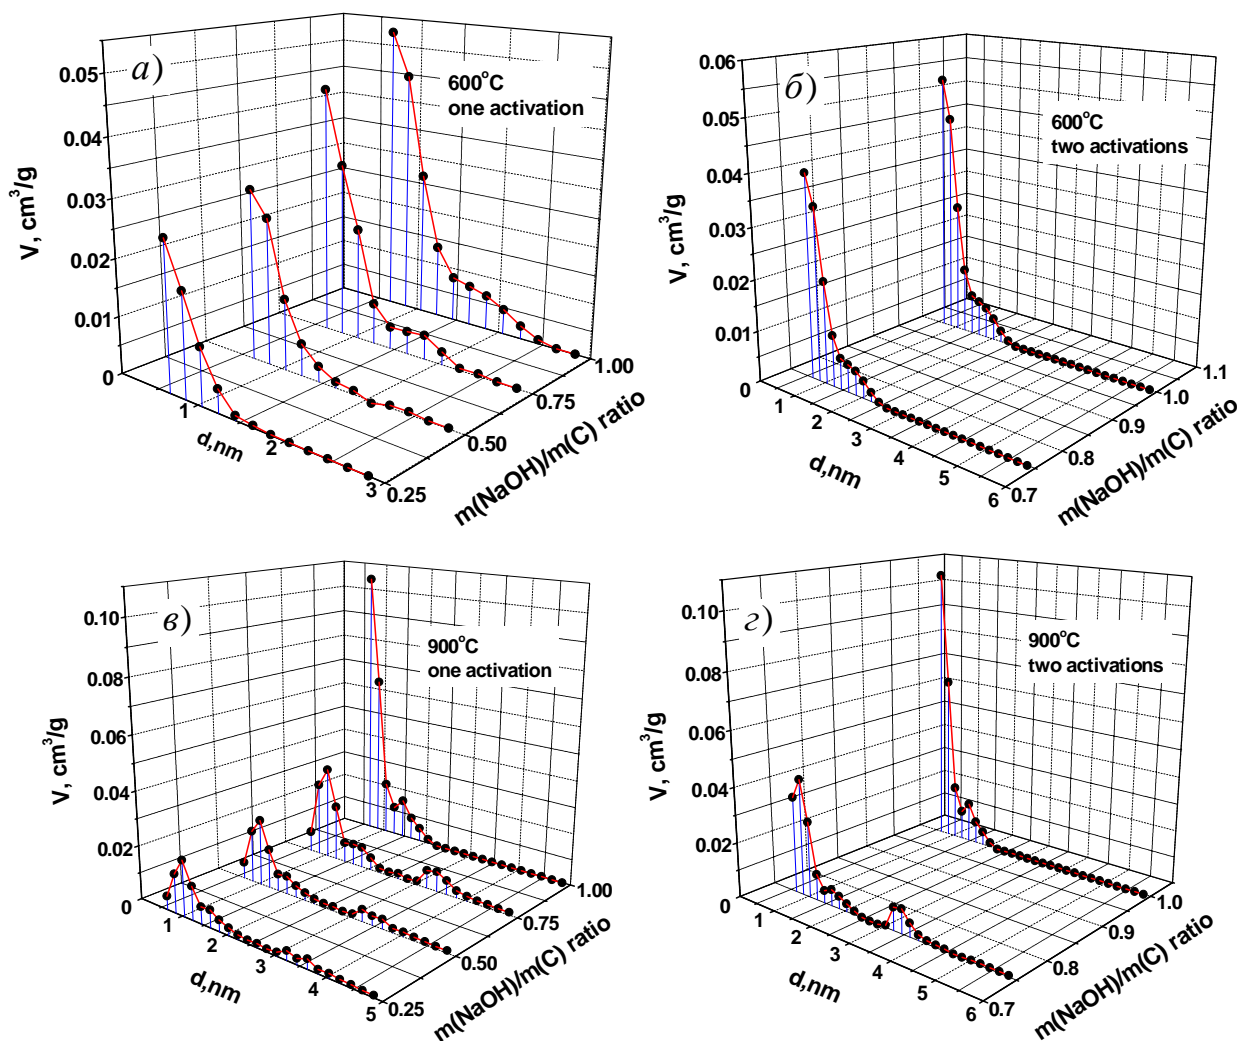 а)
600°C
one activation
V, cm³/g
0.05
0.04
0.03
0.02
0.01
0
1
2
3
d,nm
0.25
0.50
0.75
1.00
m(NaOH)/m(C) ratio
б)
600°C
two activations
V, cm³/g
0.06
0.05
0.04
0.03
0.02
0.01
0
1
2
3
4
5
6
d,nm
0.7
0.8
0.9
1.0
1.1
m(NaOH)/m(C) ratio
в)
900°C
one activation
V, cm³/g
0.10
0.08
0.06
0.04
0.02
0
1
2
3
4
5
d,nm
0.25
0.50
0.75
1.00
m(NaOH)/m(C) ratio
г)
900°C
two activations
V, cm³/g
0.10
0.08
0.06
0.04
0.02
0
1
2
3
4
5
6
d,nm
0.7
0.8
0.9
1.0
m(NaOH)/m(C) ratio